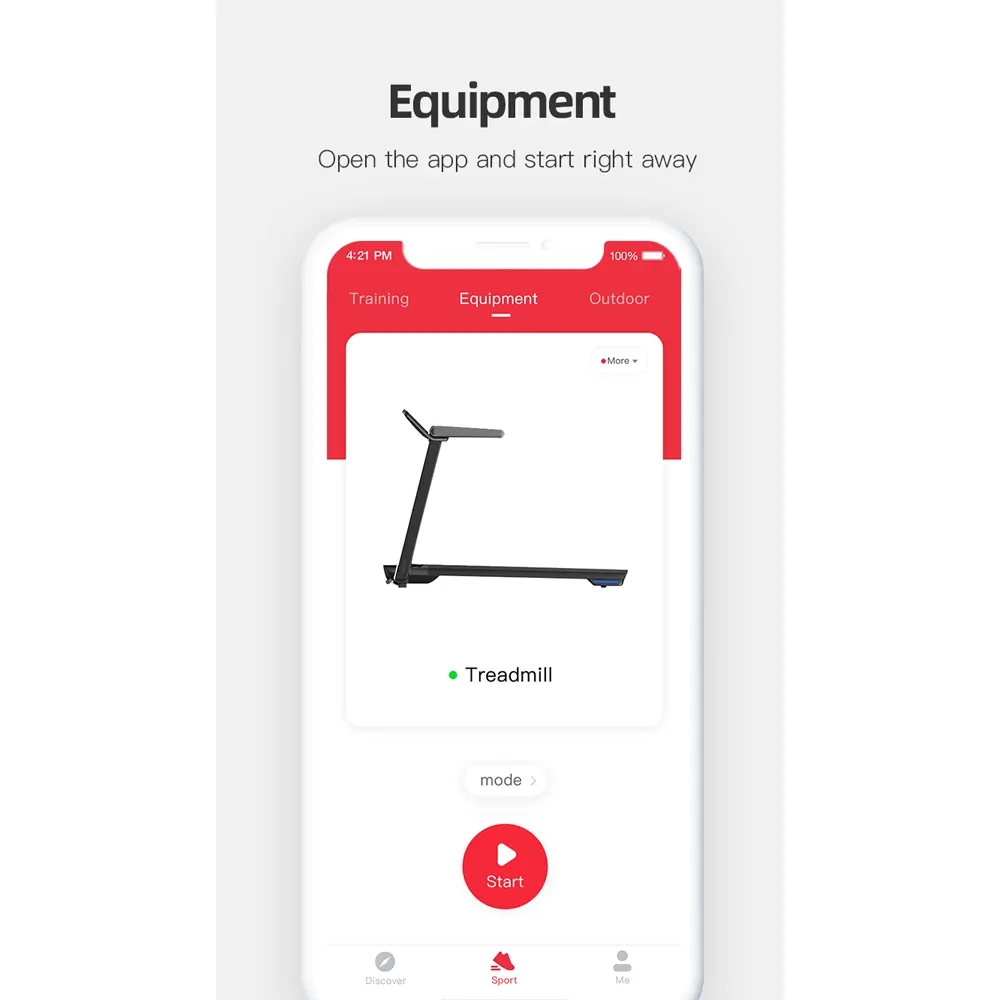 Equipment
Open the app and start right away
4:21 PM 100%
Training Equipment Outdoor
More
Treadmill
mode
Start
Discover Sport Me